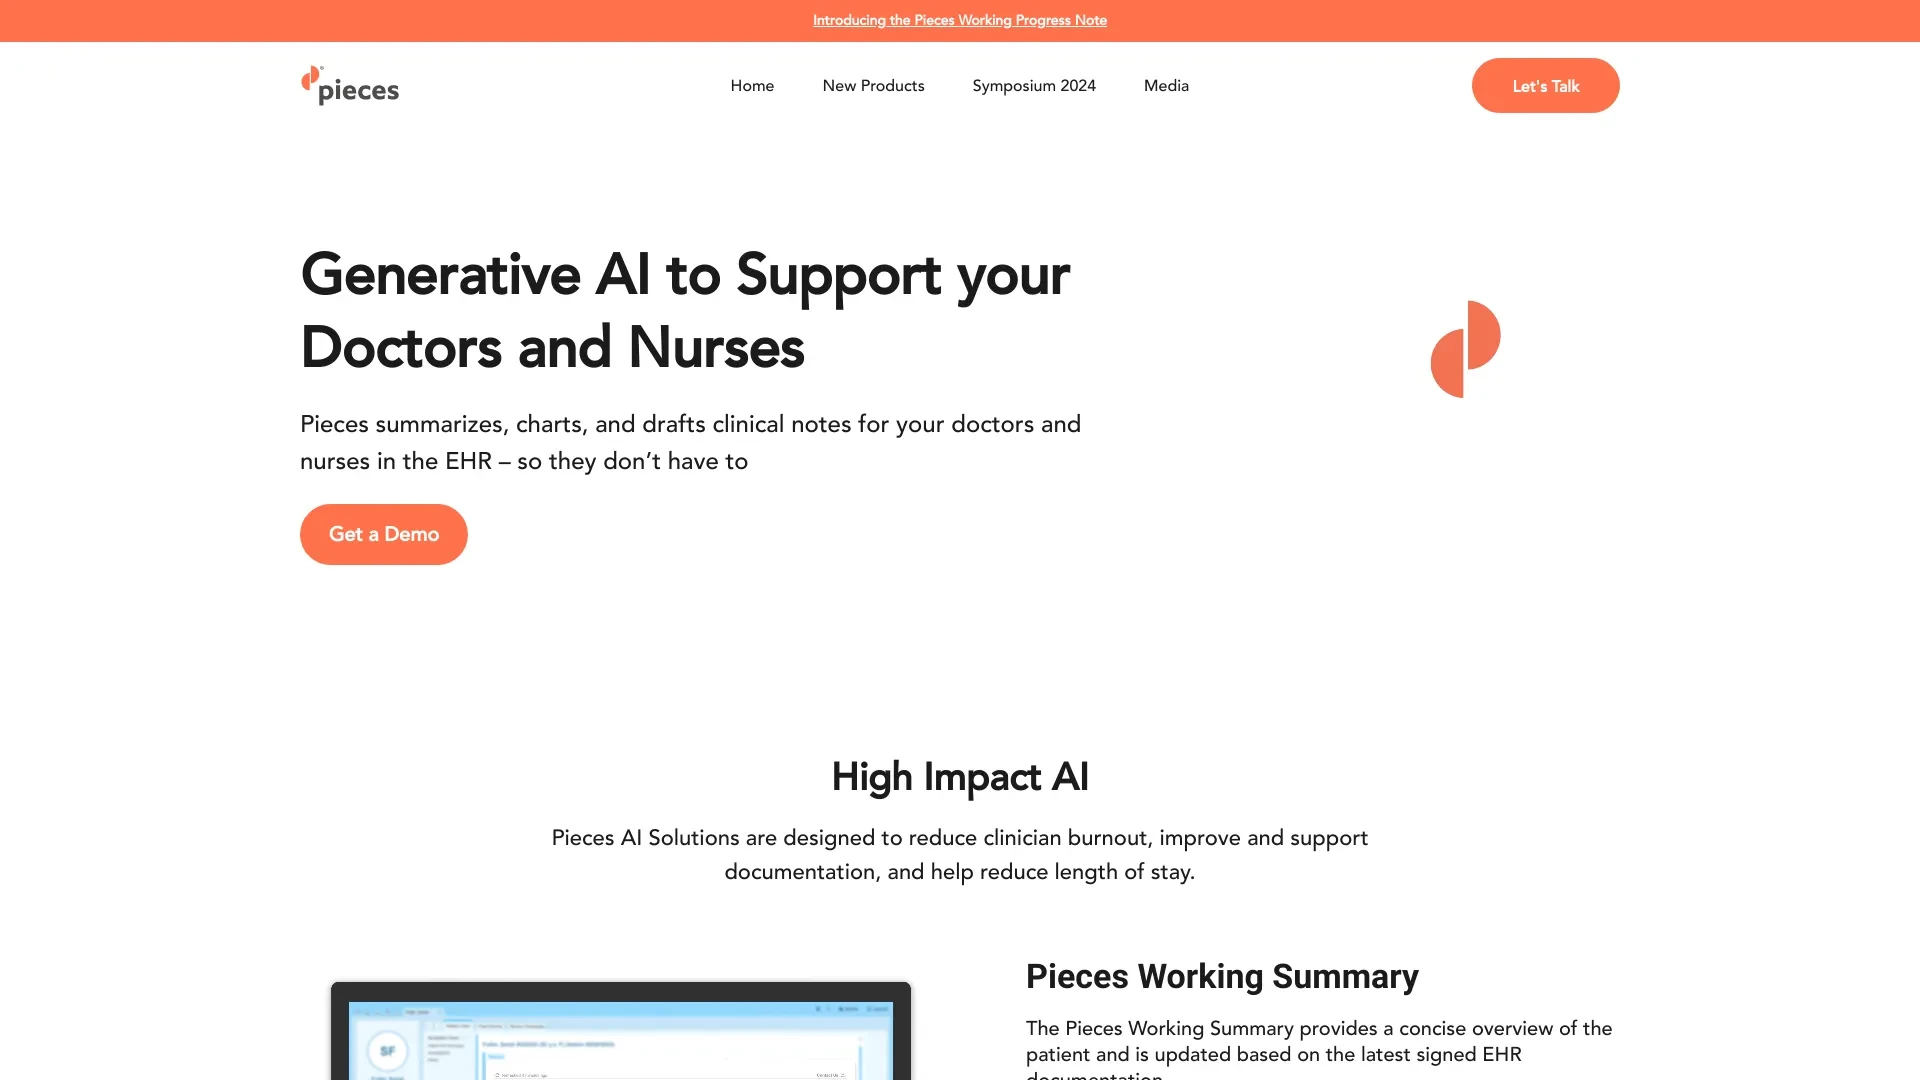 Introducing the Pieces Working Progress Note
pieces
Home
New Products
Symposium 2024
Media
Let's Talk
Generative AI to Support your
Doctors and Nurses
Pieces summarizes, charts, and drafts clinical notes for your doctors and
nurses in the EHR – so they don’t have to
Get a Demo
High Impact AI
Pieces AI Solutions are designed to reduce clinician burnout, improve and support
documentation, and help reduce length of stay.
Pieces Working Summary
The Pieces Working Summary provides a concise overview of the
patient and is updated based on the latest signed EHR
documentation.
SF
Contact Us